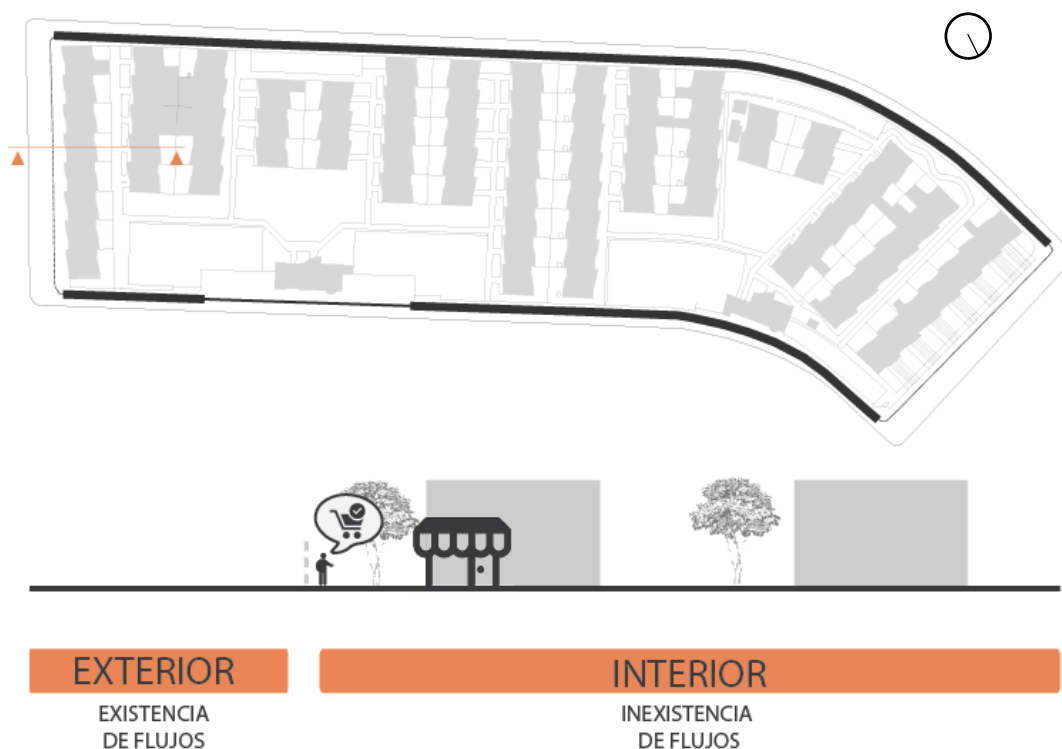 EXTERIOR
EXISTENCIA
DE FLUJOS
INTERIOR
INEXISTENCIA
DE FLUJOS